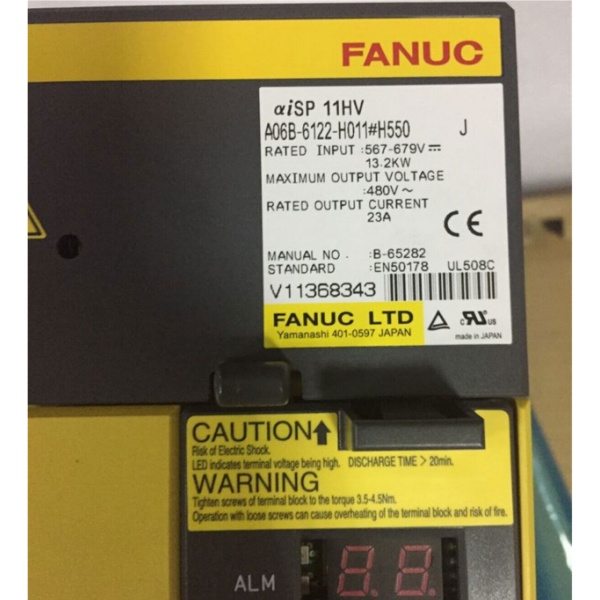 FANUC
αiSP 11HV
A06B-6122-H011#H550 J
RATED INPUT :567-679V⎓
13.2KW
MAXIMUM OUTPUT VOLTAGE
:480V～
RATED OUTPUT CURRENT
23A
CE
MANUAL NO. :B-65282
STANDARD :EN50178 UL508C
V11368343
FANUC LTD
Yamanashi 401-0597 JAPAN
c RU us
made in JAPAN
CAUTION
Risk of Electric Shock.
LED indicates terminal voltage being high. DISCHARGE TIME > 20min.
WARNING
Tighten screws of terminal block to the torque 3.5-4.5Nm.
Operation with loose screws can cause overheating of the terminal block and risk of fire.
ALM 8.8.